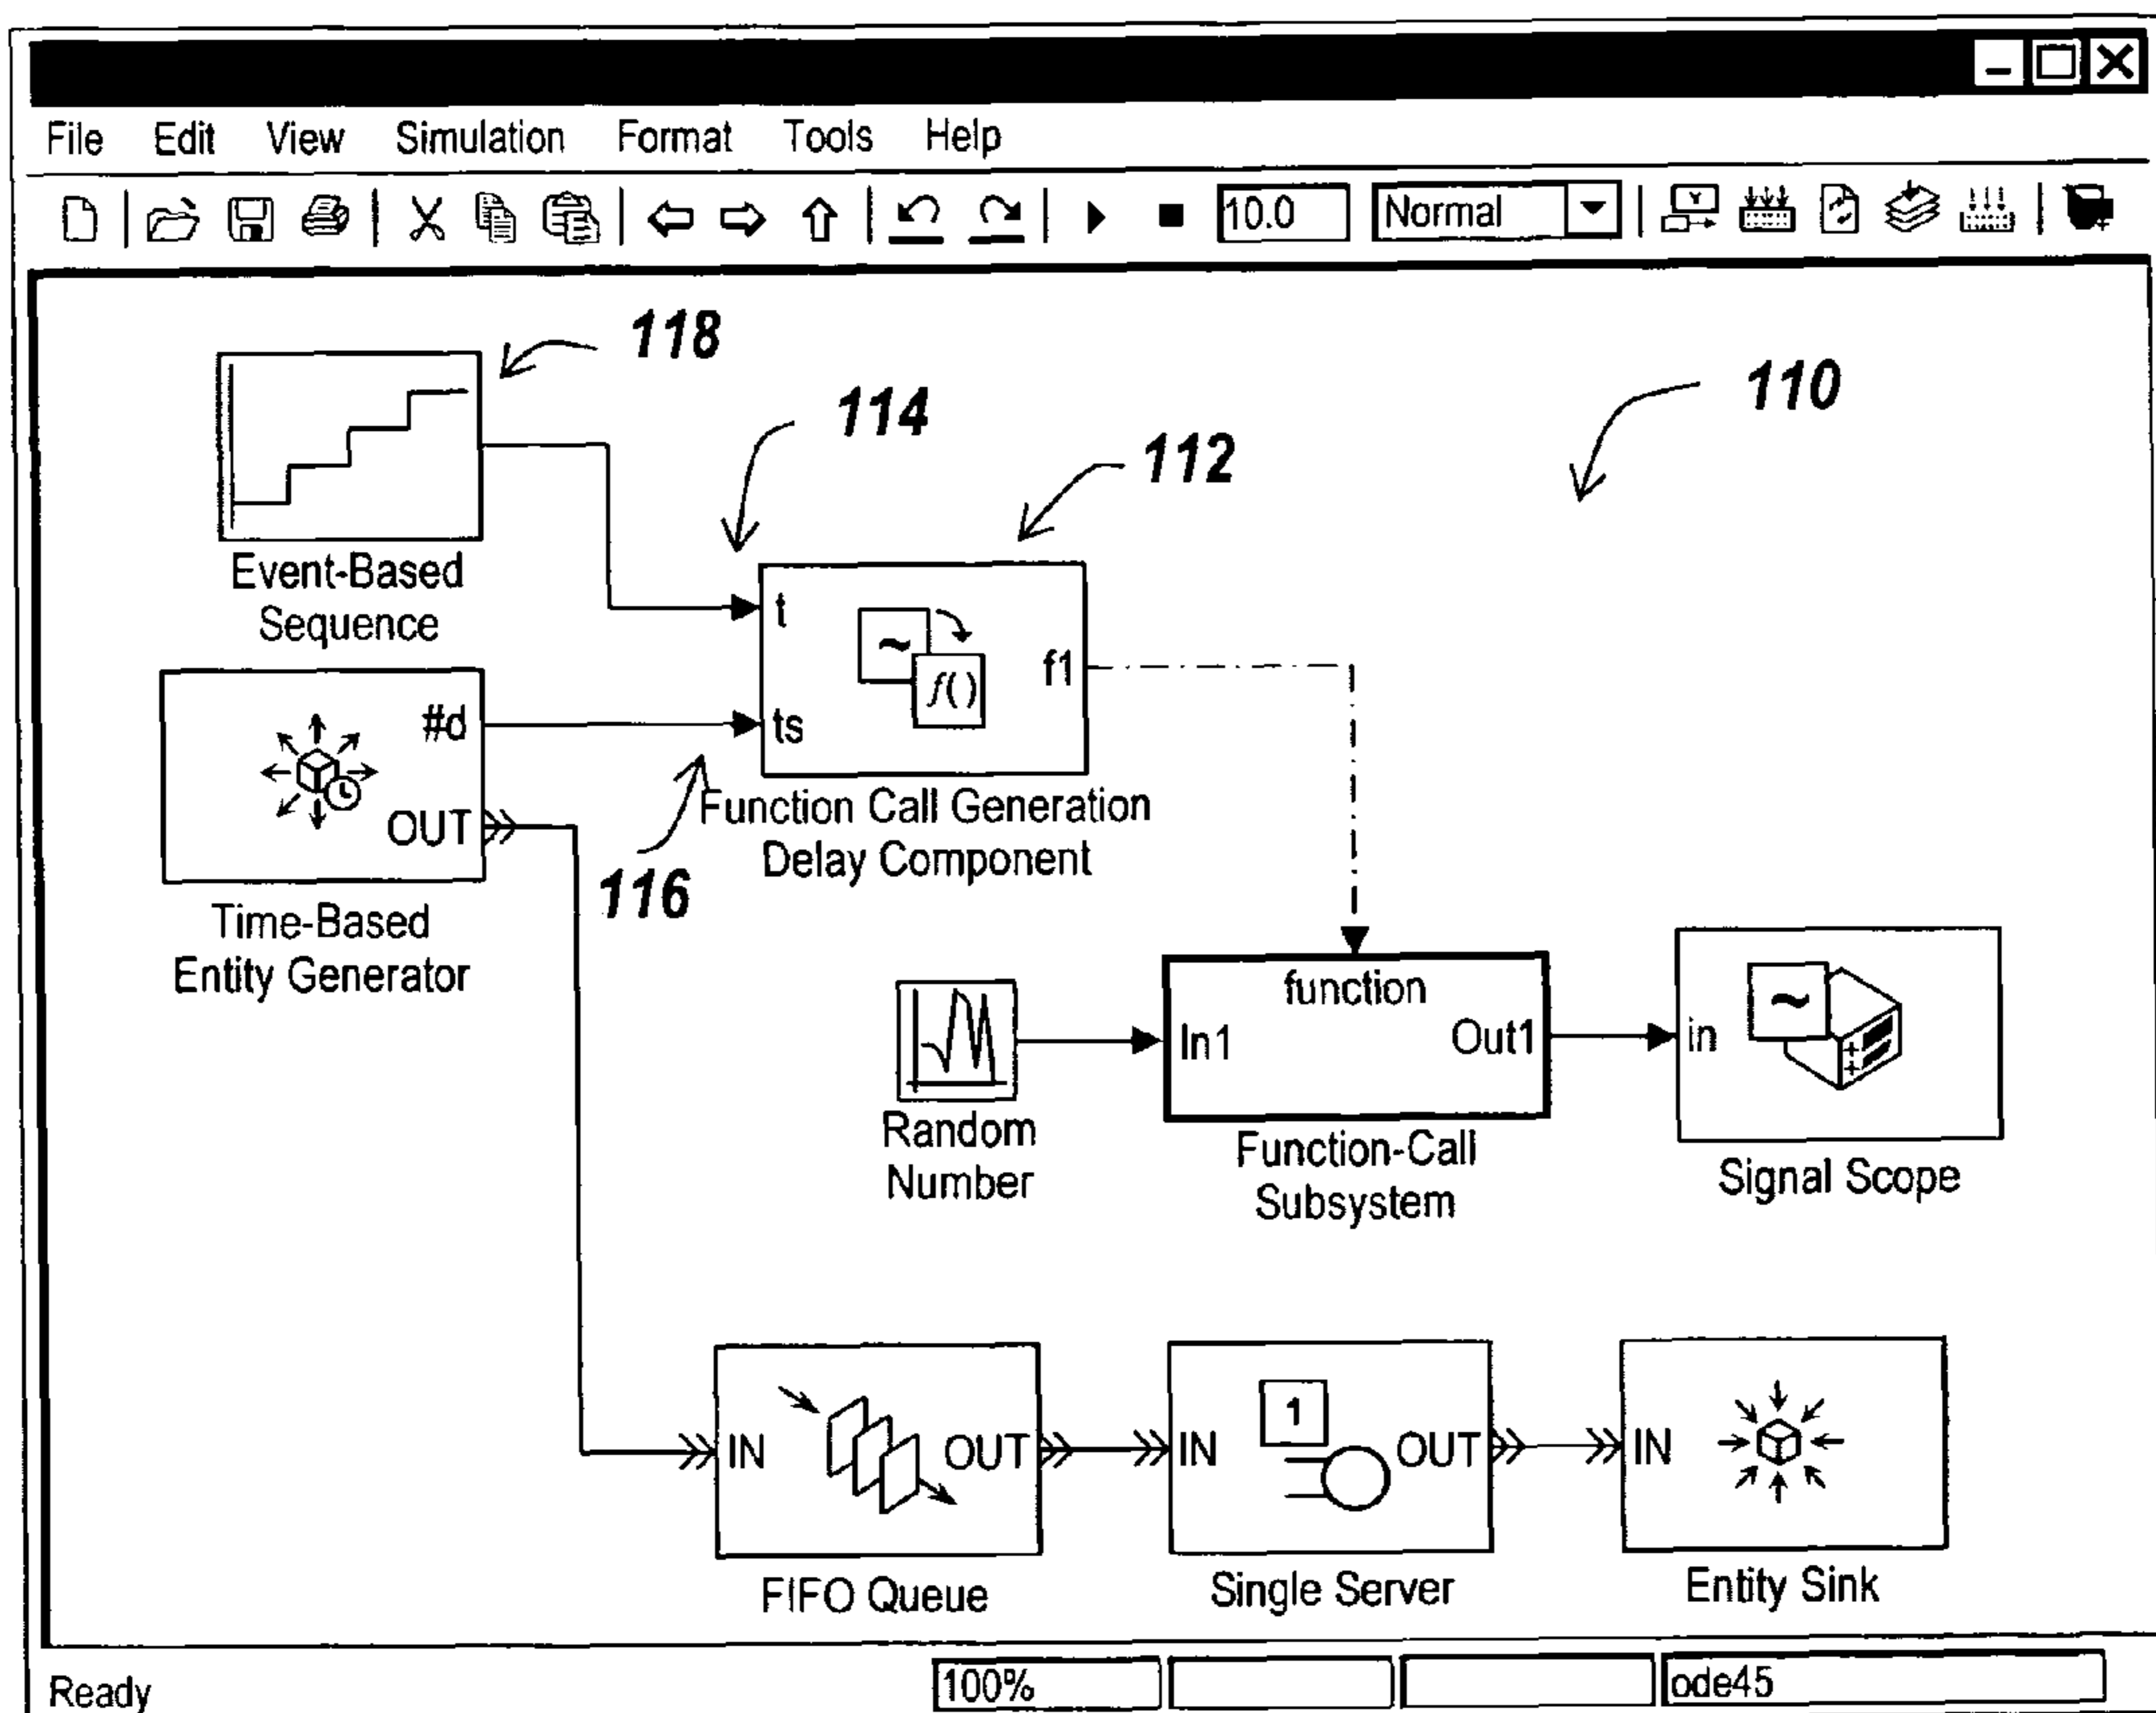 File Edit View Simulation Format Tools Help
10.0 Normal
118
114
110
112
Event-Based
Sequence
t
f1
f()
ts
#d
OUT
Function Call Generation
Delay Component
116
Time-Based
Entity Generator
function
In1
Out1
in
Random
Number
Function-Call
Subsystem
Signal Scope
IN
OUT
IN
1
OUT
IN
FIFO Queue
Single Server
Entity Sink
Ready
100%
ode45